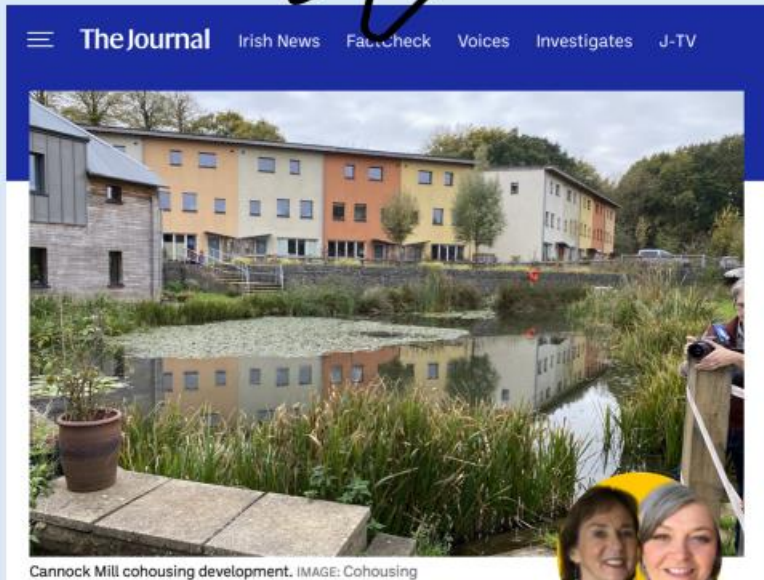 The Journal Irish News FactCheck Voices Investigates J-TV
Cannock Mill cohousing development. IMAGE: Cohousing